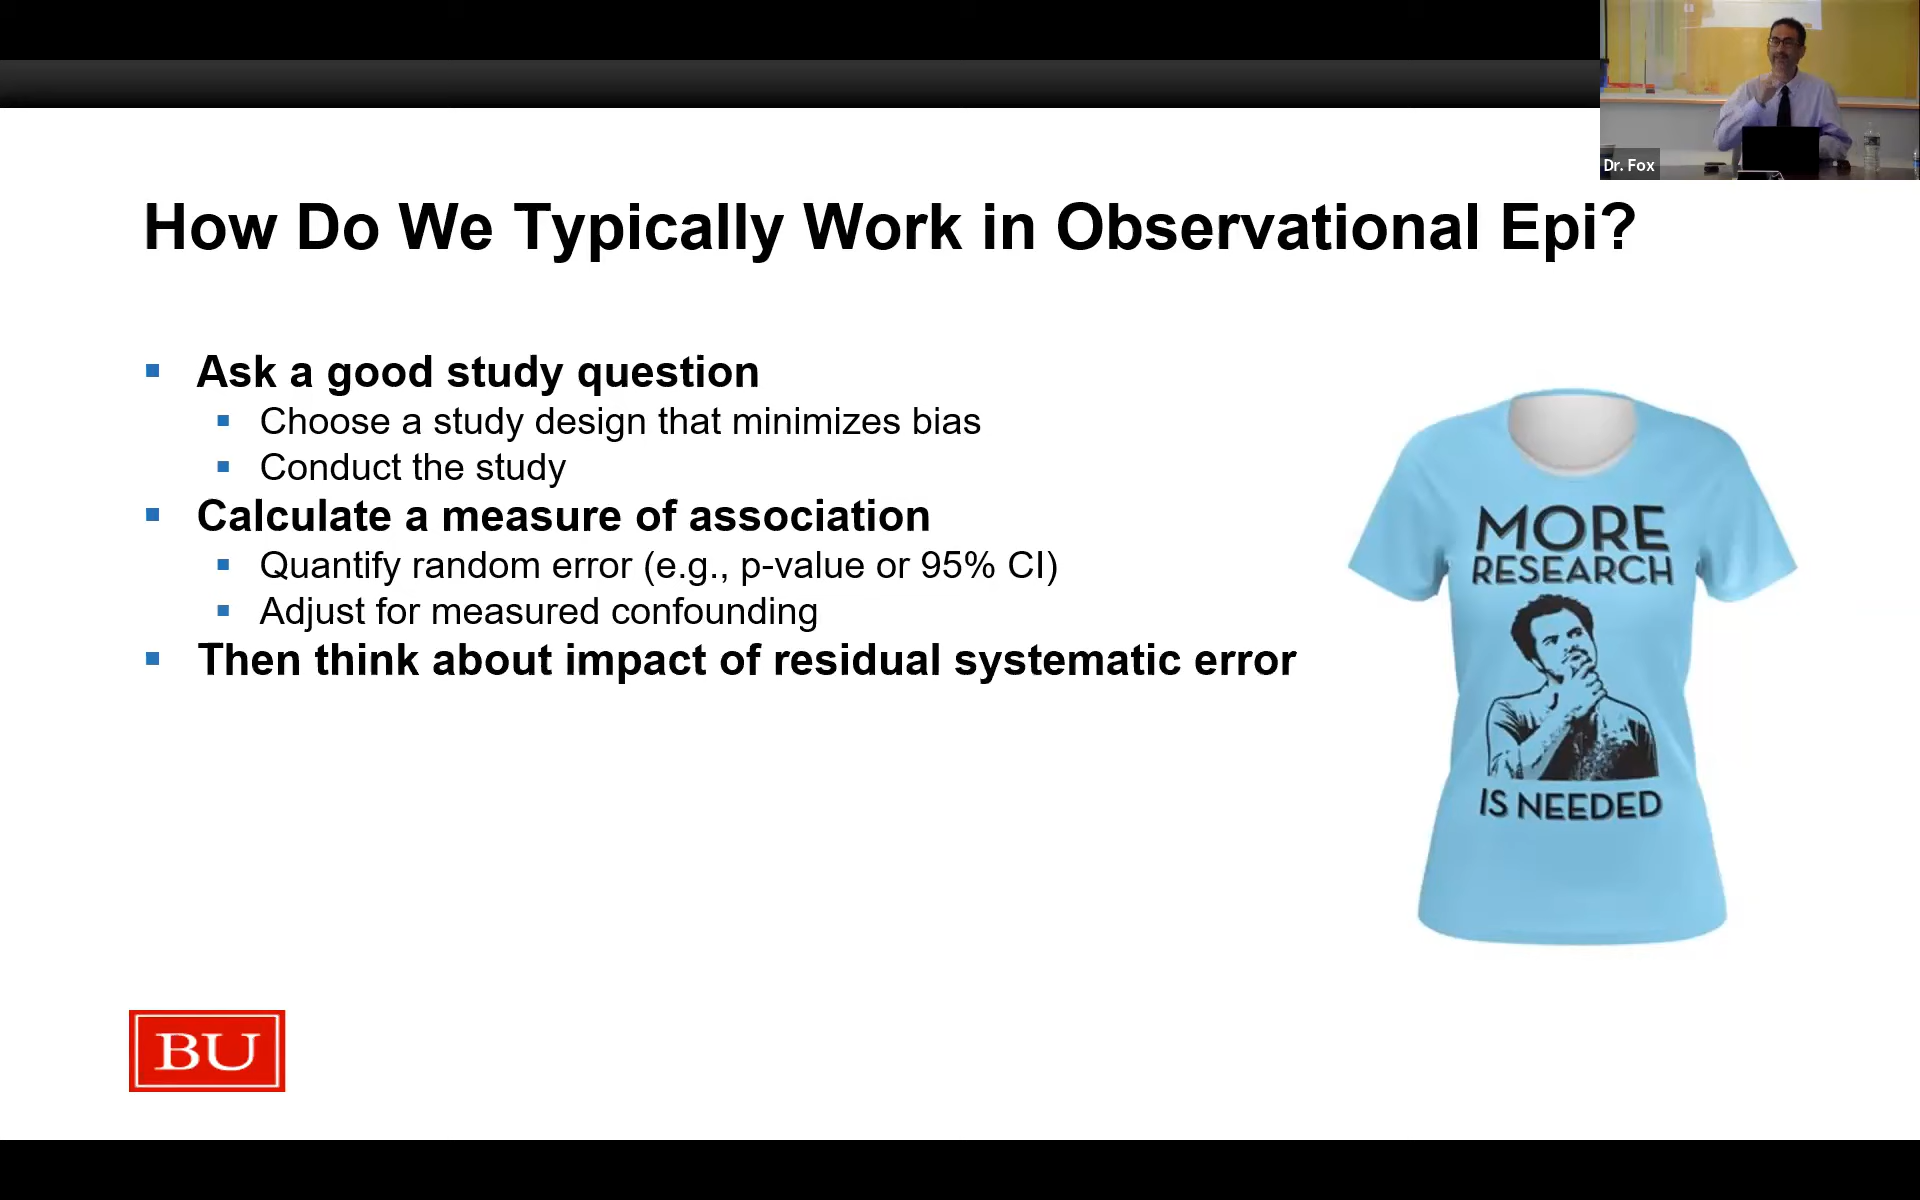 Dr. Fox
How Do We Typically Work in Observational Epi?
Ask a good study question
Choose a study design that minimizes bias
Conduct the study
Calculate a measure of association
Quantify random error (e.g., p-value or 95% CI)
Adjust for measured confounding
Then think about impact of residual systematic error
MORE
RESEARCH
IS NEEDED
BU